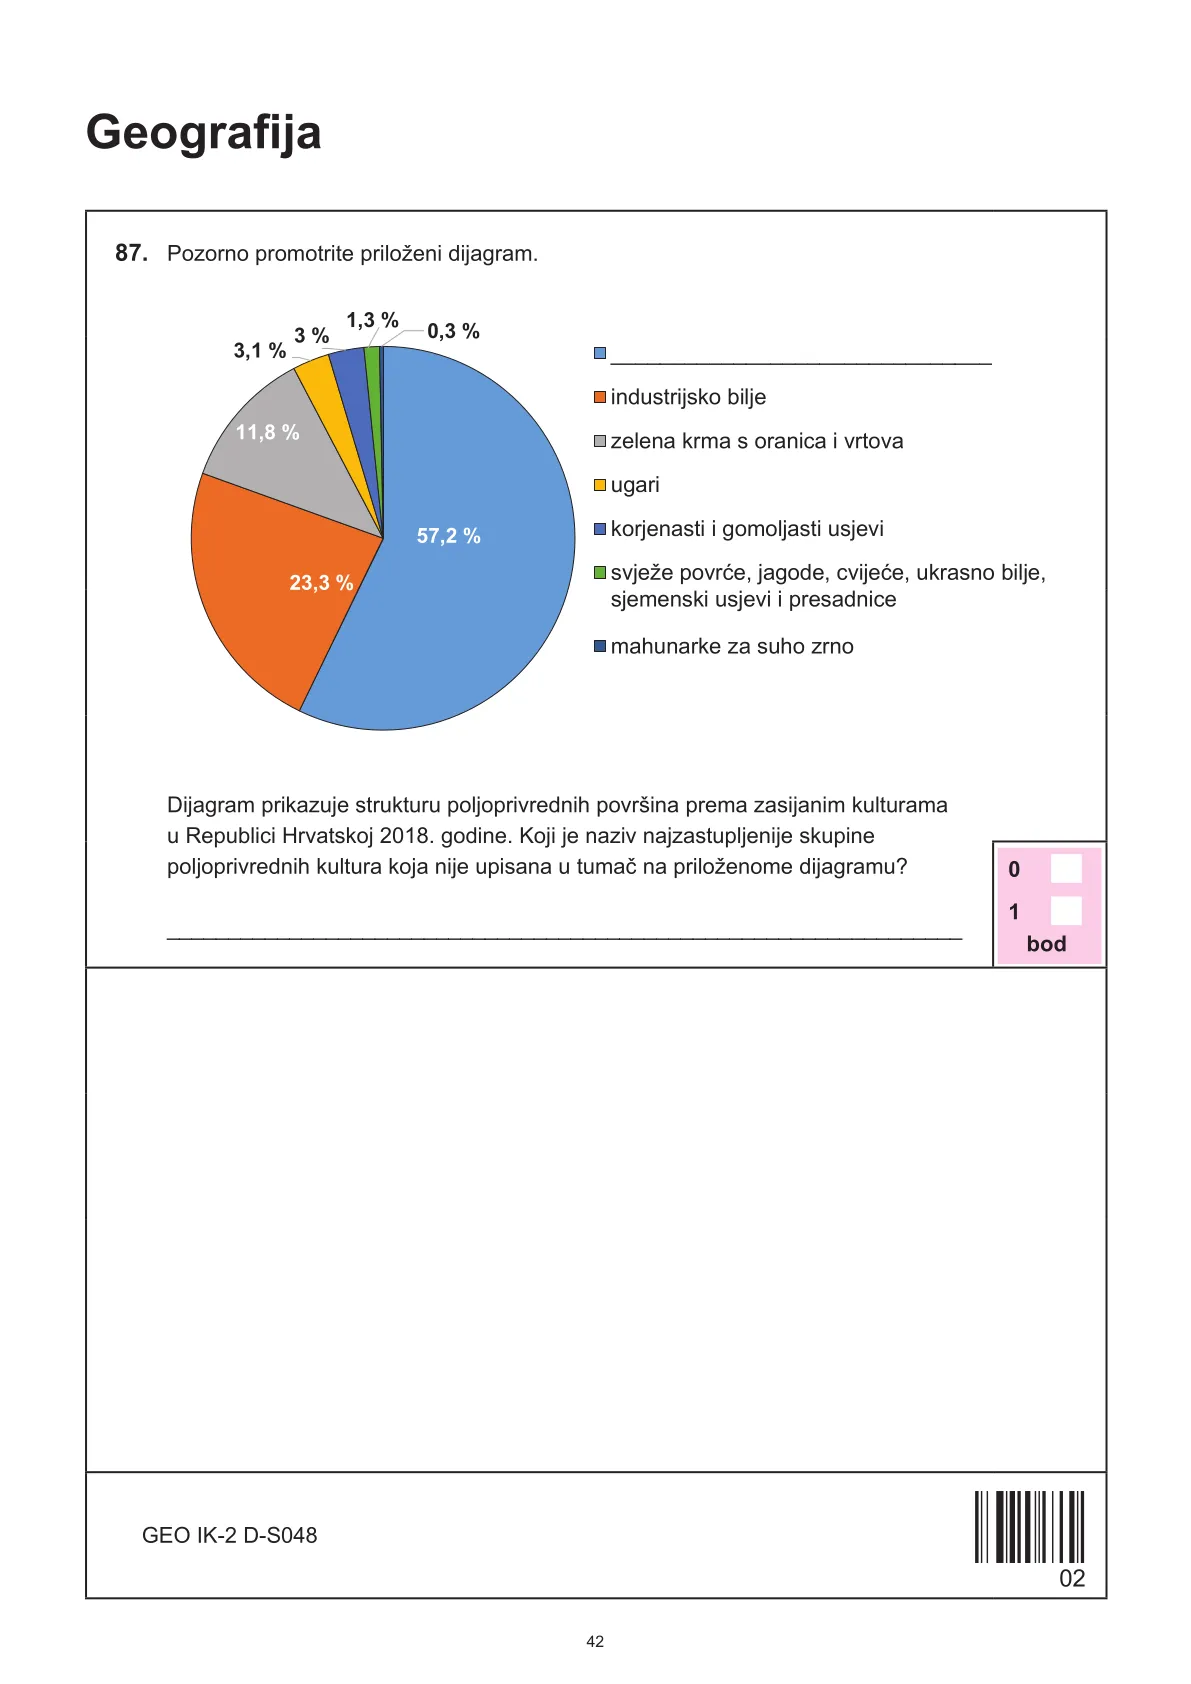 Geografija
87. Pozorno promotrite priloženi dijagram.
1,3 %
0,3 %
3 %
3,1 %
11,8 %
57,2 %
23,3 %
industrijsko bilje
zelena krma s oranica i vrtova
ugari
korjenasti i gomoljasti usjevi
svježe povrće, jagode, cvijeće, ukrasno bilje,
sjemenski usjevi i presadnice
mahunarke za suho zrno
Dijagram prikazuje strukturu poljoprivrednih površina prema zasijanim kulturama
u Republici Hrvatskoj 2018. godine. Koji je naziv najzastupljenije skupine
poljoprivrednih kultura koja nije upisana u tumač na priloženome dijagramu?
0
1
bod
GEO IK-2 D-S048
02
42